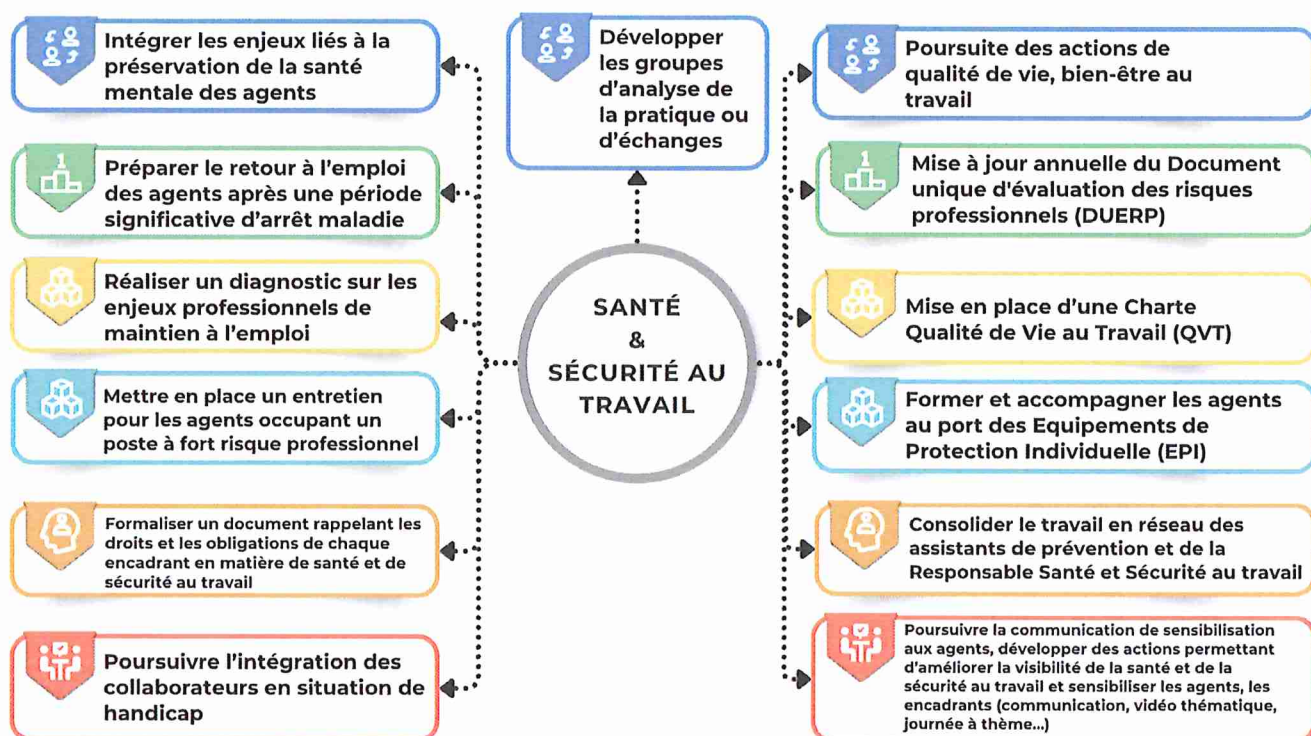 Intégrer les enjeux liés à la
préservation de la santé
mentale des agents
Préparer le retour à l'emploi
des agents après une période
significative d'arrêt maladie
Réaliser un diagnostic sur les
enjeux professionnels de
maintien à l'emploi
Mettre en place un entretien
pour les agents occupant un
poste à fort risque professionnel
Formaliser un document rappelant les
droits et les obligations de chaque
encadrant en matière de santé et de
sécurité au travail
Poursuivre l'intégration des
collaborateurs en situation de
handicap
Développer
les groupes
d'analyse de
la pratique ou
d'échanges
SANTÉ
&
SÉCURITÉ AU
TRAVAIL
Poursuite des actions de
qualité de vie, bien-être au
travail
Mise à jour annuelle du Document
unique d'évaluation des risques
professionnels (DUERP)
Mise en place d'une Charte
Qualité de Vie au Travail (QVT)
Former et accompagner les agents
au port des Equipements de
Protection Individuelle (EPI)
Consolider le travail en réseau des
assistants de prévention et de la
Responsable Santé et Sécurité au travail
Poursuivre la communication de sensibilisation
aux agents, développer des actions permettant
d'améliorer la visibilité de la santé et de la
sécurité au travail et sensibiliser les agents, les
encadrants (communication, vidéo thématique,
journée à thème...)
1
1